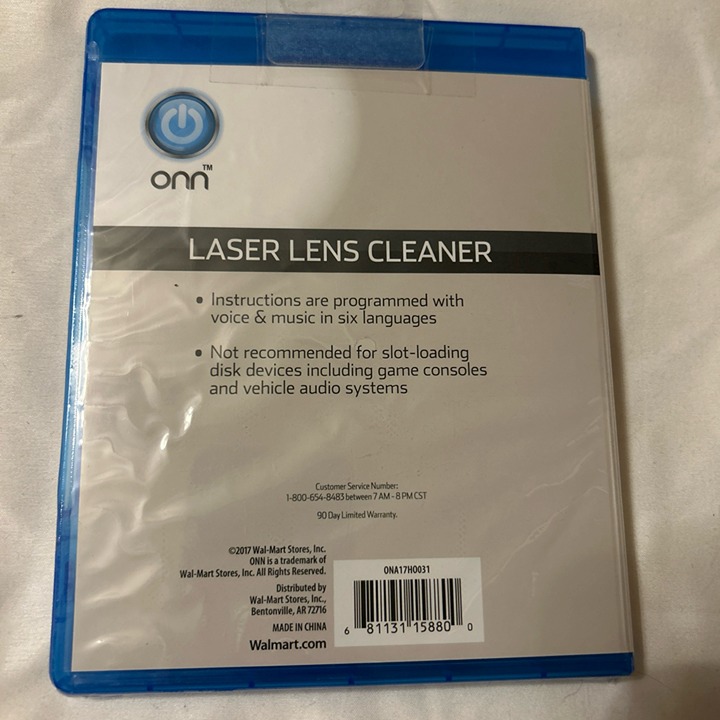 onn™
LASER LENS CLEANER
• Instructions are programmed with
voice & music in six languages
• Not recommended for slot-loading
disk devices including game consoles
and vehicle audio systems
Customer Service Number:
1-800-654-8483 between 7 AM - 8 PM CST
90 Day Limited Warranty.
©2017 Wal-Mart Stores, Inc.
ONN is a trademark of
Wal-Mart Stores, Inc. All Rights Reserved.
Distributed by
Wal-Mart Stores, Inc.,
Bentonville, AR 72716
MADE IN CHINA
Walmart.com
ONA17HO031
6 81131 15880 0